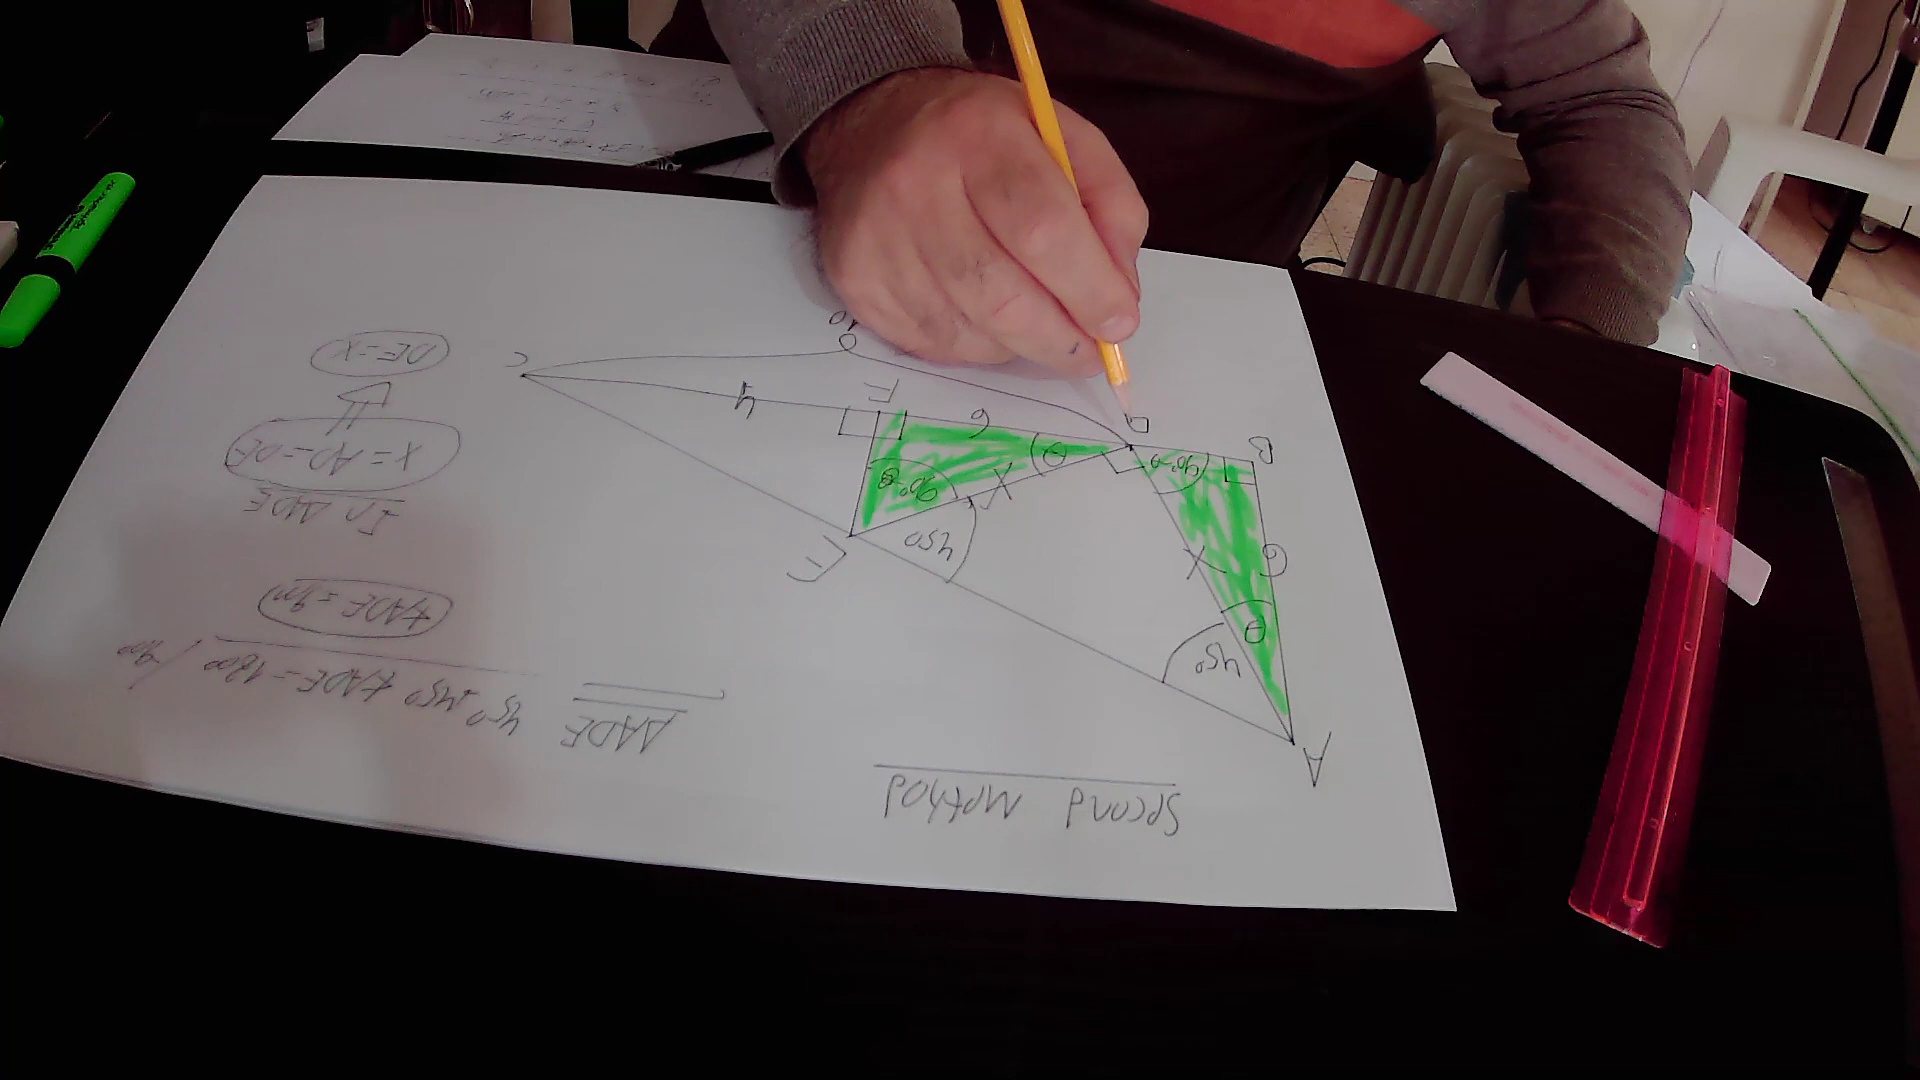 Second Method
ΔADE
45° + 45° + ∡ADE = 180°
∡ADE = 90
In ΔADE
X = AD = DE
DE = X
A
45°
θ
6
X
B
90°-θ
D
θ
6
X
F
90°-θ
45°
E
4
10
C